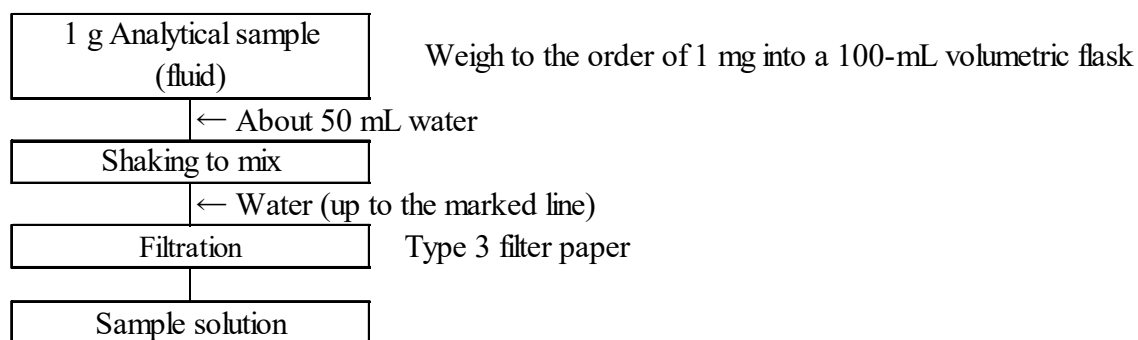 1 g Analytical sample
(fluid)
Weigh to the order of 1 mg into a 100-mL volumetric flask
← About 50 mL water
Shaking to mix
← Water (up to the marked line)
Filtration
Type 3 filter paper
Sample solution